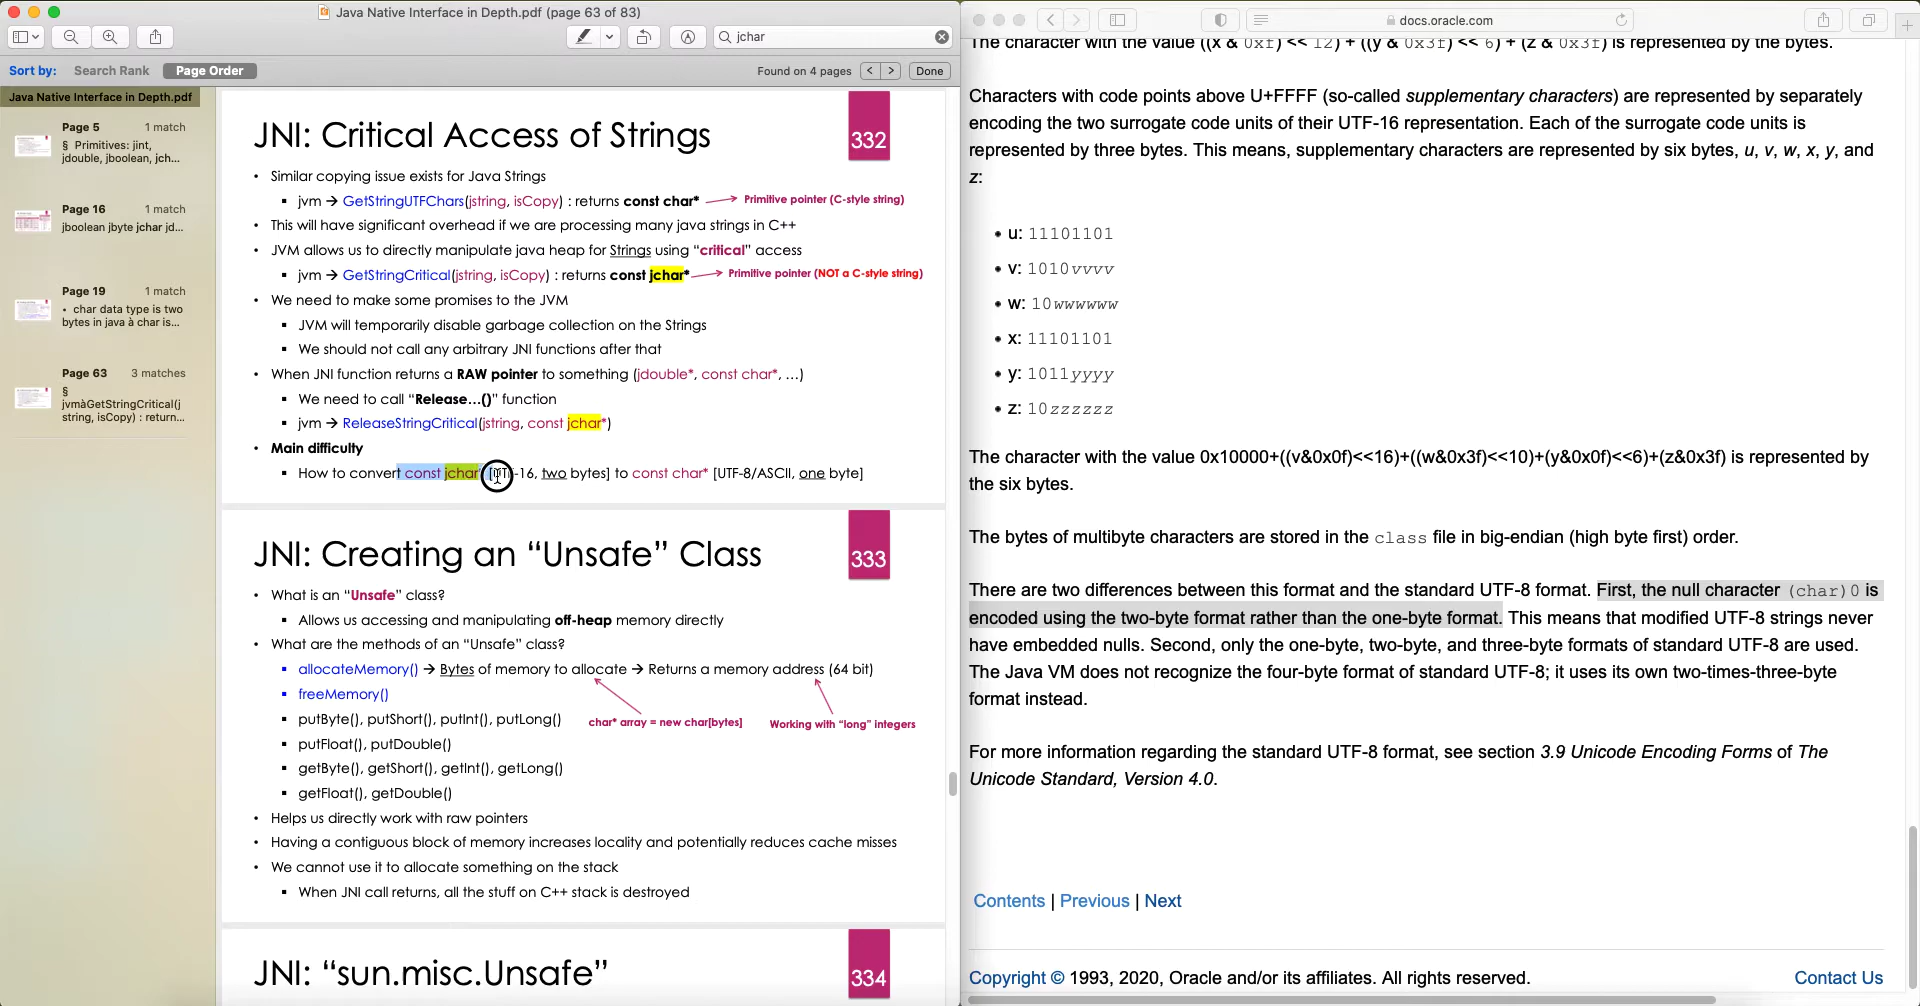 Java Native Interface in Depth.pdf (page 63 of 83)
jchar
Sort by:
Search Rank
Page Order
Found on 4 pages
Done
Java Native Interface in Depth.pdf
Page 5
1 match
§ Primitives: jint,
jdouble, jboolean, jch...
Page 16
1 match
jboolean jbyte jchar jd...
Page 19
1 match
• char data type is two
bytes in java à char is...
Page 63
3 matches
§
jvmàGetStringCritical(j
string, isCopy) : return...
JNI: Critical Access of Strings
332
• Similar copying issue exists for Java Strings
▪ jvm → GetStringUTFChars(jstring, isCopy) : returns const char*
Primitive pointer (C-style string)
• This will have significant overhead if we are processing many java strings in C++
• JVM allows us to directly manipulate java heap for Strings using “critical” access
▪ jvm → GetStringCritical(jstring, isCopy) : returns const jchar*
Primitive pointer (NOT a C-style string)
• We need to make some promises to the JVM
▪ JVM will temporarily disable garbage collection on the Strings
▪ We should not call any arbitrary JNI functions after that
• When JNI function returns a RAW pointer to something (jdouble*, const char*, …)
▪ We need to call “Release…()” function
▪ jvm → ReleaseStringCritical(jstring, const jchar*)
• Main difficulty
▪ How to convert const jchar* [UTF-16, two bytes] to const char* [UTF-8/ASCII, one byte]
JNI: Creating an “Unsafe” Class
333
• What is an “Unsafe” class?
▪ Allows us accessing and manipulating off-heap memory directly
• What are the methods of an “Unsafe” class?
▪ allocateMemory() → Bytes of memory to allocate → Returns a memory address (64 bit)
▪ freeMemory()
▪ putByte(), putShort(), putInt(), putLong()
char* array = new char[bytes]
Working with “long” integers
▪ putFloat(), putDouble()
▪ getByte(), getShort(), getInt(), getLong()
▪ getFloat(), getDouble()
• Helps us directly work with raw pointers
• Having a contiguous block of memory increases locality and potentially reduces cache misses
• We cannot use it to allocate something on the stack
▪ When JNI call returns, all the stuff on C++ stack is destroyed
JNI: “sun.misc.Unsafe”
334
docs.oracle.com
The character with the value ((x & 0xf) << 12) + ((y & 0x3f) << 6) + (z & 0x3f) is represented by the bytes.
Characters with code points above U+FFFF (so-called supplementary characters) are represented by separately
encoding the two surrogate code units of their UTF-16 representation. Each of the surrogate code units is
represented by three bytes. This means, supplementary characters are represented by six bytes, u, v, w, x, y, and
z:
• u: 11101101
• v: 1010vvvv
• w: 10wwwwww
• x: 11101101
• y: 1011yyyy
• z: 10zzzzzz
The character with the value 0x10000+((v&0x0f)<<16)+((w&0x3f)<<10)+(y&0x0f)<<6)+(z&0x3f) is represented by
the six bytes.
The bytes of multibyte characters are stored in the class file in big-endian (high byte first) order.
There are two differences between this format and the standard UTF-8 format. First, the null character (char)0 is
encoded using the two-byte format rather than the one-byte format. This means that modified UTF-8 strings never
have embedded nulls. Second, only the one-byte, two-byte, and three-byte formats of standard UTF-8 are used.
The Java VM does not recognize the four-byte format of standard UTF-8; it uses its own two-times-three-byte
format instead.
For more information regarding the standard UTF-8 format, see section 3.9 Unicode Encoding Forms of The
Unicode Standard, Version 4.0.
Contents | Previous | Next
Copyright © 1993, 2020, Oracle and/or its affiliates. All rights reserved.
Contact Us